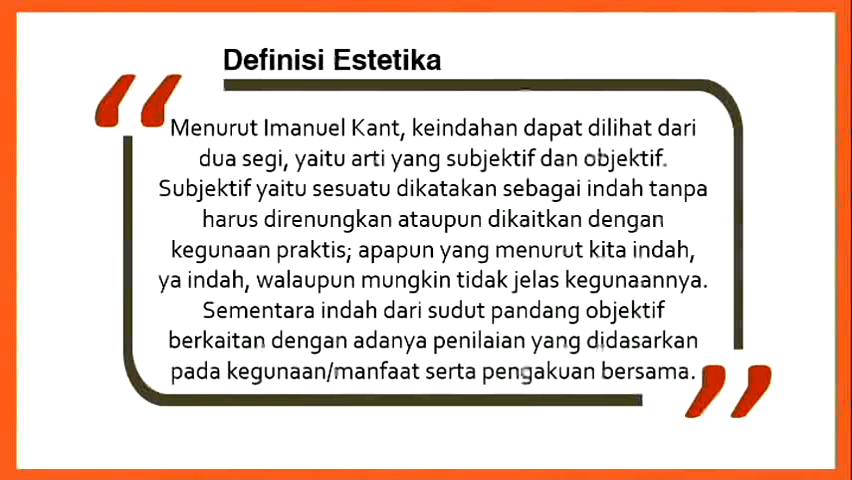 Definisi Estetika
“
Menurut Imanuel Kant, keindahan dapat dilihat dari
dua segi, yaitu arti yang subjektif dan objektif.
Subjektif yaitu sesuatu dikatakan sebagai indah tanpa
harus direnungkan ataupun dikaitkan dengan
kegunaan praktis; apapun yang menurut kita indah,
ya indah, walaupun mungkin tidak jelas kegunaannya.
Sementara indah dari sudut pandang objektif
berkaitan dengan adanya penilaian yang didasarkan
pada kegunaan/manfaat serta pengakuan bersama.
”